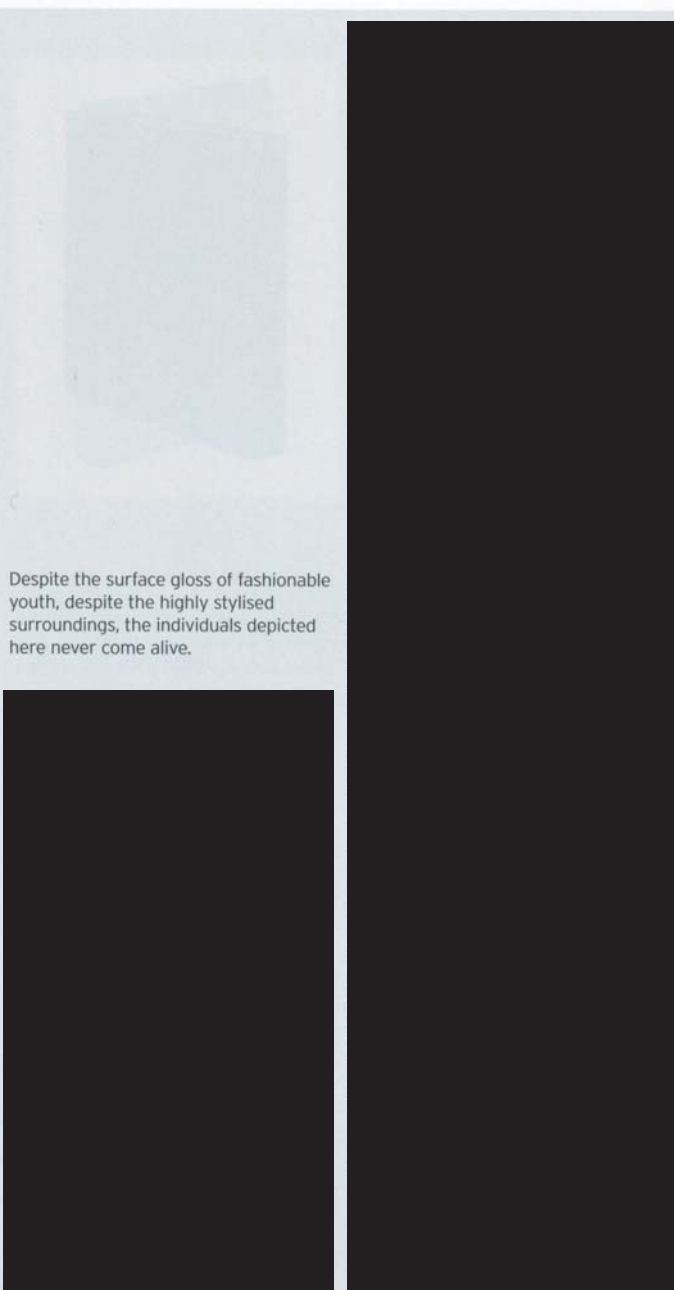 Despite the surface gloss of fashionable
youth, despite the highly stylised
surroundings, the individuals depicted
here never come alive.